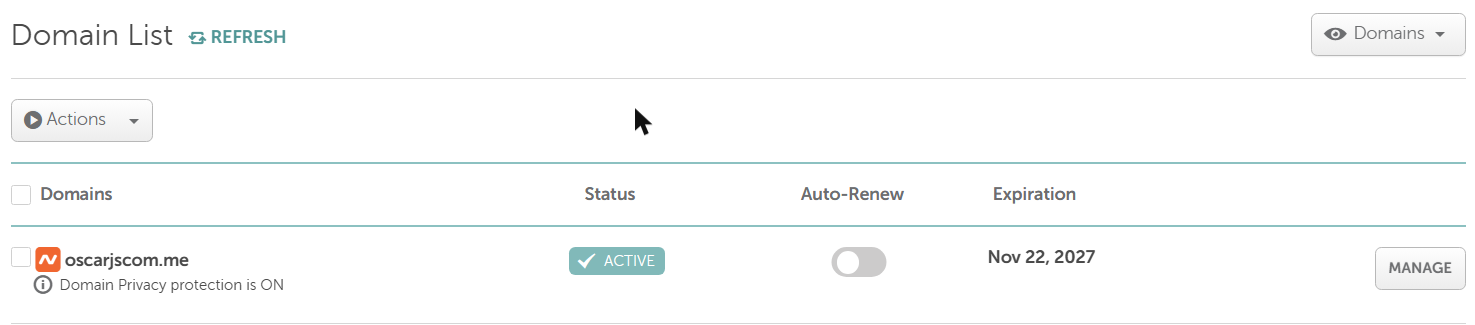 Domain List REFRESH
Domains
Actions
Domains Status Auto-Renew Expiration
oscarjscom.me ACTIVE Nov 22, 2027 MANAGE
Domain Privacy protection is ON